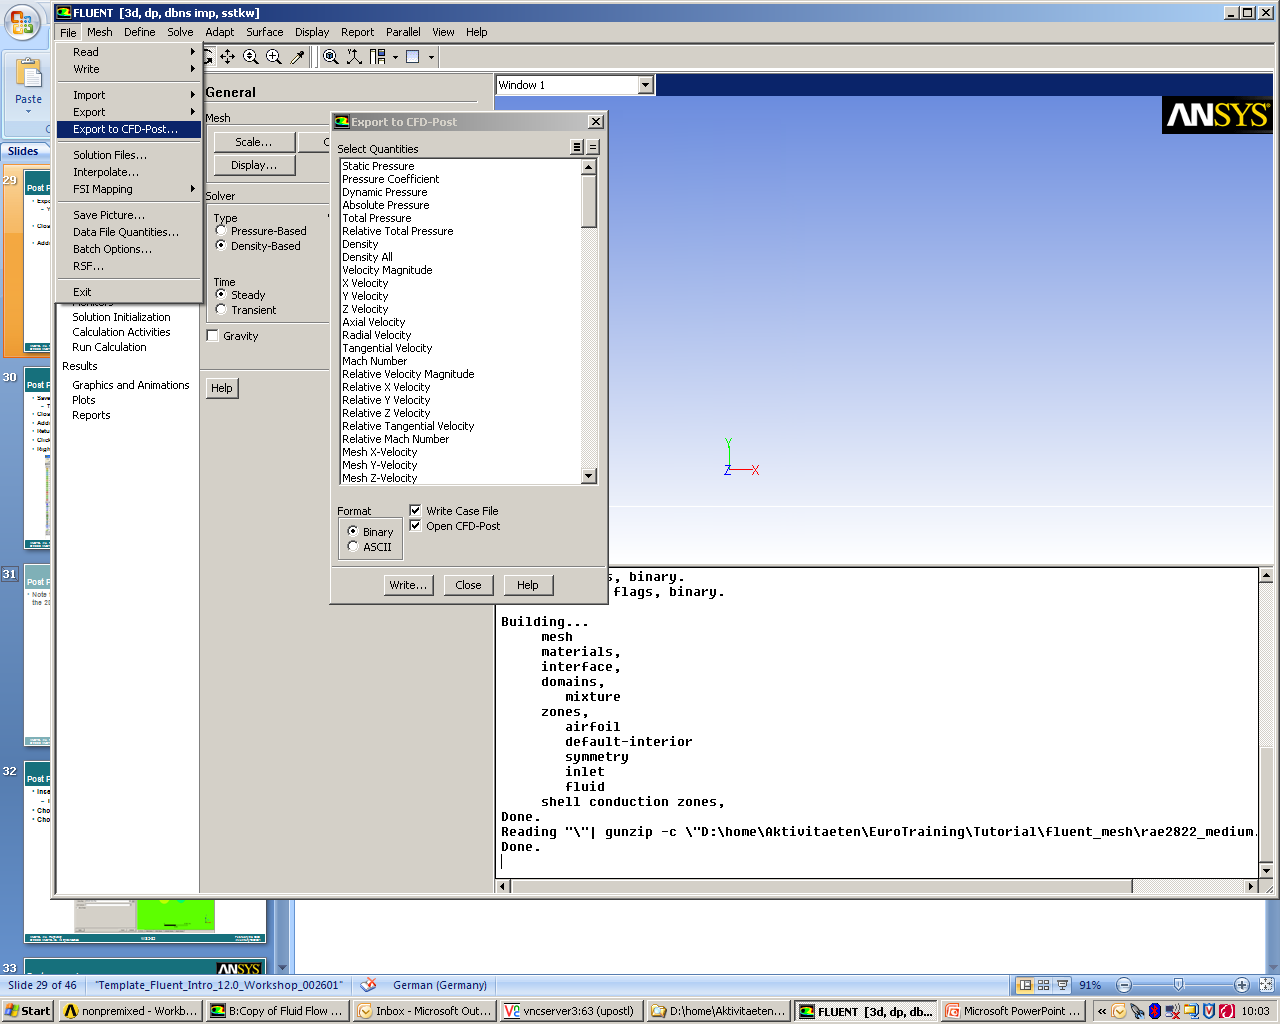 FLUENT [3d, dp, dbns imp, sstkw]
File Mesh Define Solve Adapt Surface Display Report Parallel View Help
Paste
Slides
Read
Write
Import
Export
Export to CFD-Post...
Solution Files...
Interpolate...
FSI Mapping
Save Picture...
Data File Quantities...
Batch Options...
RSF...
Exit
Solution Initialization
Calculation Activities
Run Calculation
Results
Graphics and Animations
Plots
Reports
General
Mesh
Scale...
Display...
Solver
Type
Pressure-Based
Density-Based
Time
Steady
Transient
Gravity
Help
Export to CFD-Post
Select Quantities
Static Pressure
Pressure Coefficient
Dynamic Pressure
Absolute Pressure
Total Pressure
Relative Total Pressure
Density
Density All
Velocity Magnitude
X Velocity
Y Velocity
Z Velocity
Axial Velocity
Radial Velocity
Tangential Velocity
Mach Number
Relative Velocity Magnitude
Relative X Velocity
Relative Y Velocity
Relative Z Velocity
Relative Tangential Velocity
Relative Mach Number
Mesh X-Velocity
Mesh Y-Velocity
Mesh Z-Velocity
Format
Binary
ASCII
Write Case File
Open CFD-Post
Write...
Close
Help
Window 1
ANSYS
Y
Z X
, binary.
flags, binary.
Building...
mesh
materials,
interface,
domains,
mixture
zones,
airfoil
default-interior
symmetry
inlet
fluid
shell conduction zones,
Done.
Reading "\"| gunzip -c \"D:\home\Aktivitaeten\EuroTraining\Tutorial\fluent_mesh\rae2822_medium.
Done.
29
30
31
32
33
ANSYS
Slide 29 of 46
"Template_Fluent_Intro_12.0_Workshop_002601"
German (Germany)
91%
Start
nonpremixed - Workb...
B:Copy of Fluid Flow ...
Inbox - Microsoft Out...
vncserver3:63 (upostl)
D:\home\Aktivitaeten...
FLUENT [3d, dp, db...
Microsoft PowerPoint ...
10:03